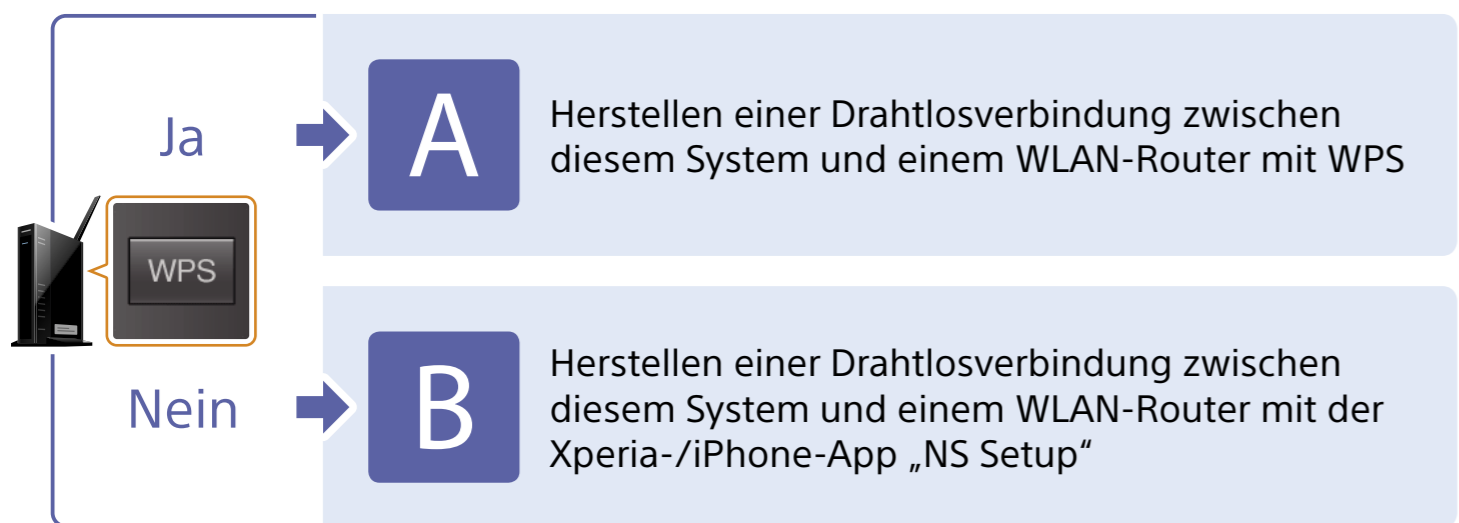 Ja
A
Herstellen einer Drahtlosverbindung zwischen
diesem System und einem WLAN-Router mit WPS
WPS
Nein
B
Herstellen einer Drahtlosverbindung zwischen
diesem System und einem WLAN-Router mit der
Xperia-/iPhone-App „NS Setup“